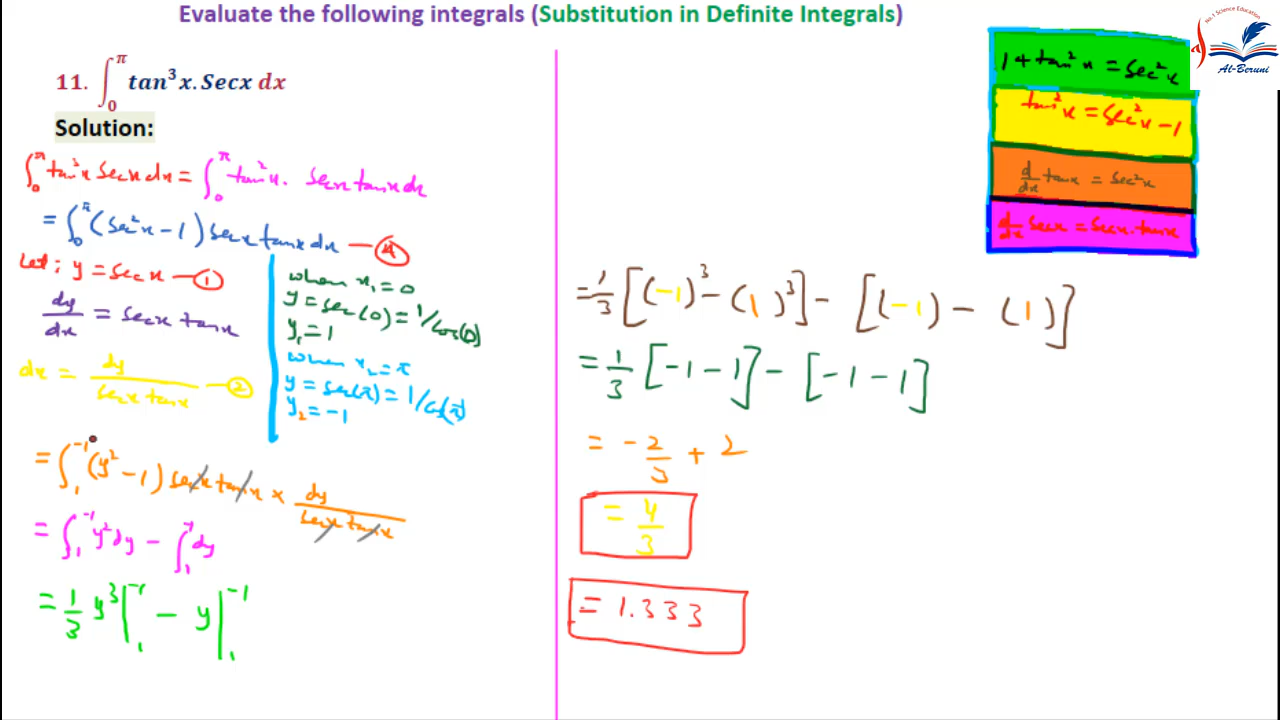 Evaluate the following integrals (Substitution in Definite Integrals)
No.1 Science Education
Al-Beruni
11. ∫₀^π tan³ x. Secx dx
Solution:
∫₀^π tan³x secx dx = ∫₀^π tan²x. secx tanx dx
= ∫₀^π (sec²x − 1) secx tanx dx — 4
Let: y = secx — 1
dy/dx = secx tanx
dx = dy/(secx tanx) — 2
when x₁ = 0
y = sec(0) = 1/cos(0)
y₁ = 1
when x₂ = π
y = sec(π) = 1/cos(π)
y₂ = −1
= ∫₁^−1 (y² − 1) secx tanx × dy/(secx tanx)
= ∫₁^−1 y² dy − ∫₁^−1 dy
= 1/3 y³ |₁^−1 − y |₁^−1
= 1/3 [(−1)³ − (1)³] − [(−1) − (1)]
= 1/3 [−1 − 1] − [−1 − 1]
= −2/3 + 2
= 4/3
= 1.333
1 + tan²x = sec²x
tan²x = sec²x − 1
d/dx tanx = sec²x
d/dx secx = secx. tanx